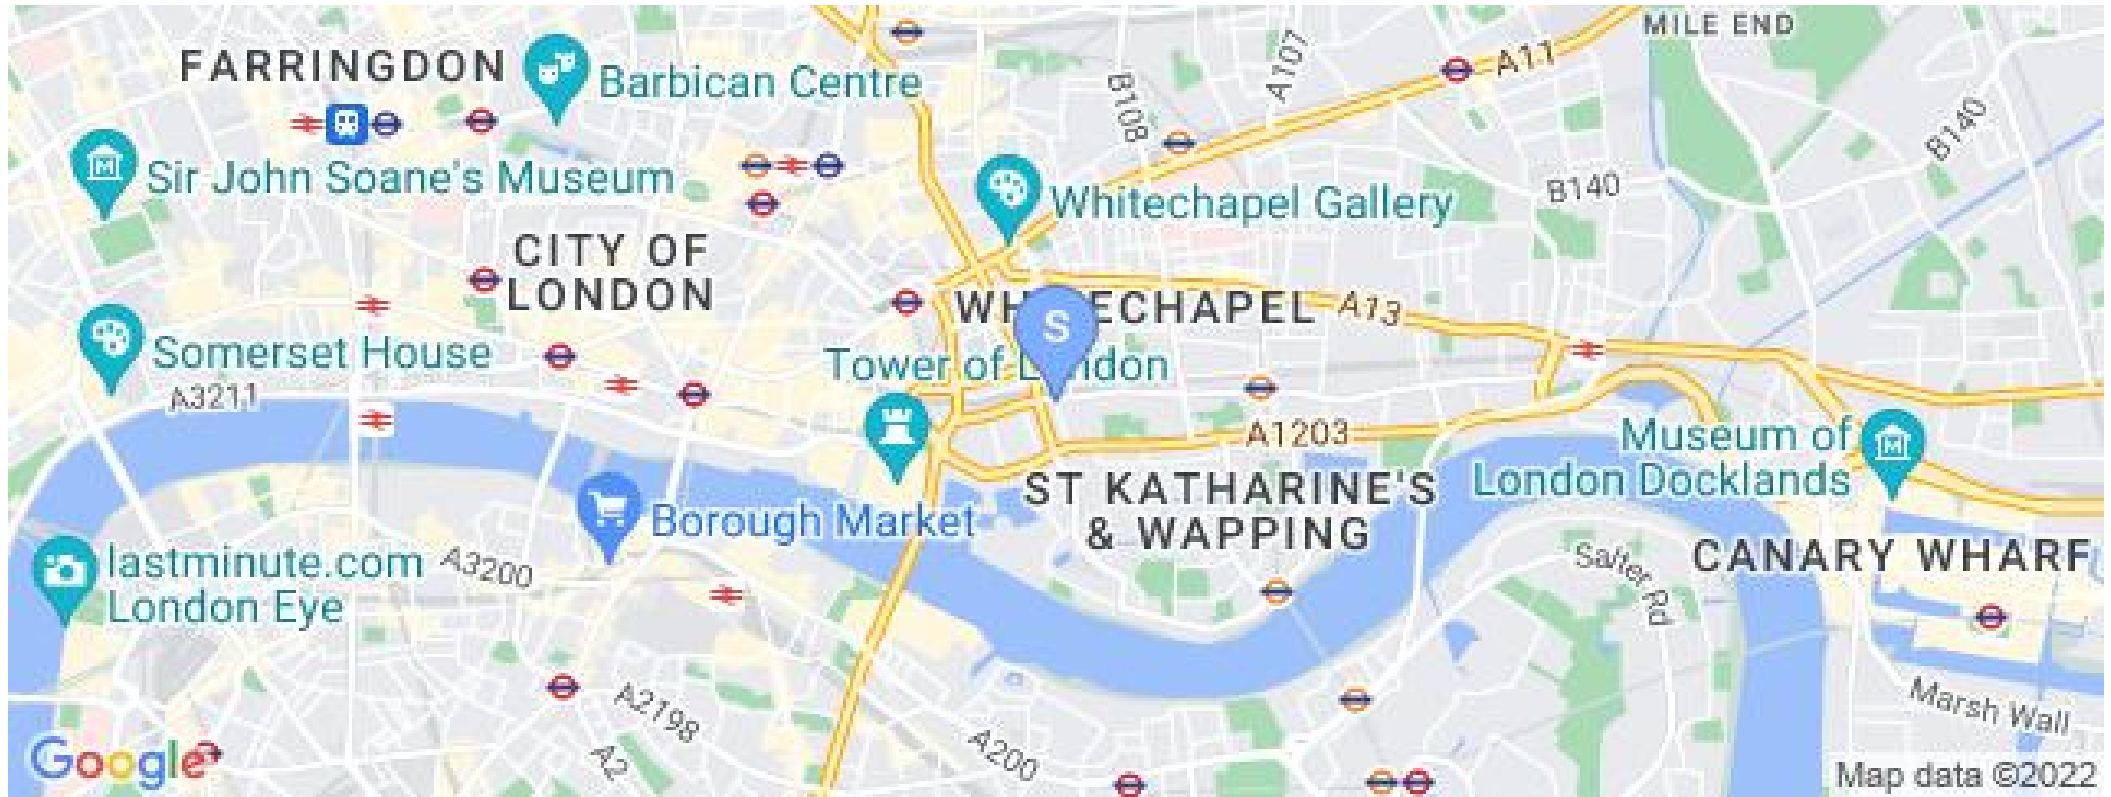 MILE END
FARRINGDON
Barbican Centre
A11
A107
B108
B140
Sir John Soane's Museum
Whitechapel Gallery
B140
CITY OF
LONDON
WHITECHAPEL
A13
Somerset House
Tower of London
S
A3211
A1203
Museum of
London Docklands
ST KATHARINE'S
& WAPPING
Borough Market
lastminute.com
London Eye
A3200
Salter Rd
CANARY WHARF
A2198
Marsh Wall
A2
A200
Google
Map data ©2022